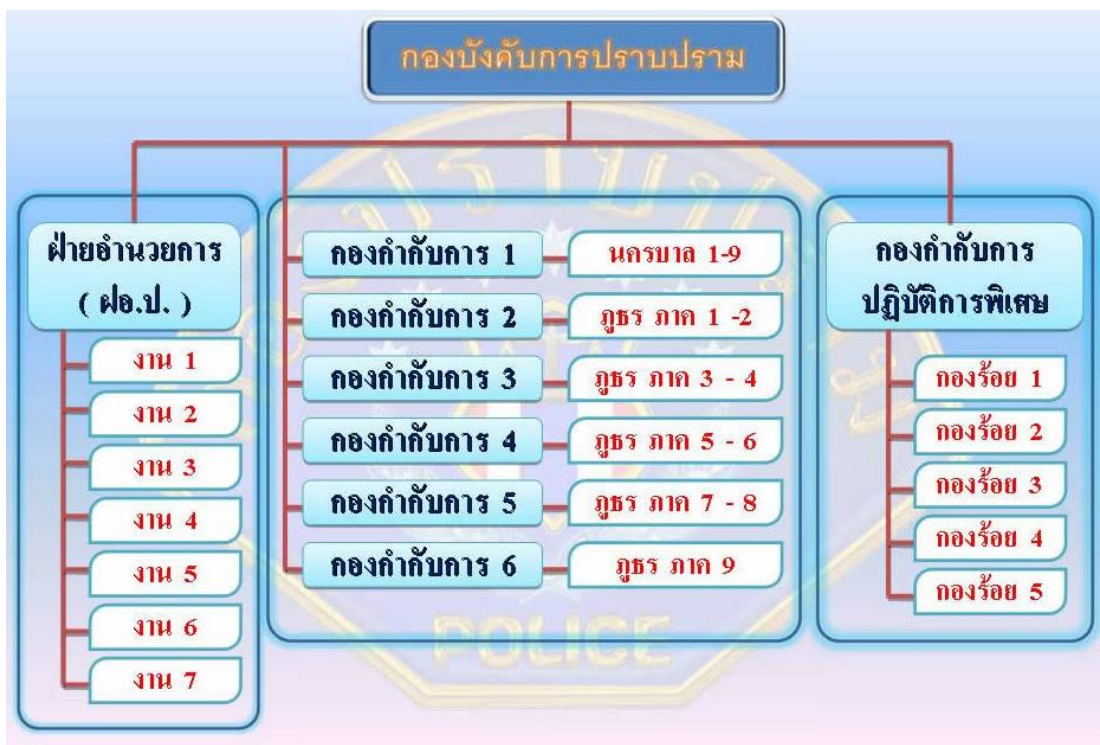 กองบังคับการปราบปราม
ฝ่ายอำนวยการ
( ฝอ.ป. )
งาน 1
งาน 2
งาน 3
งาน 4
งาน 5
งาน 6
งาน 7
กองกำกับการ 1
นครบาล 1-9
กองกำกับการ 2
ภูธร ภาค 1 -2
กองกำกับการ 3
ภูธร ภาค 3 - 4
กองกำกับการ 4
ภูธร ภาค 5 - 6
กองกำกับการ 5
ภูธร ภาค 7 - 8
กองกำกับการ 6
ภูธร ภาค 9
กองกำกับการ
ปฏิบัติการพิเศษ
กองร้อย 1
กองร้อย 2
กองร้อย 3
กองร้อย 4
กองร้อย 5
POLICE